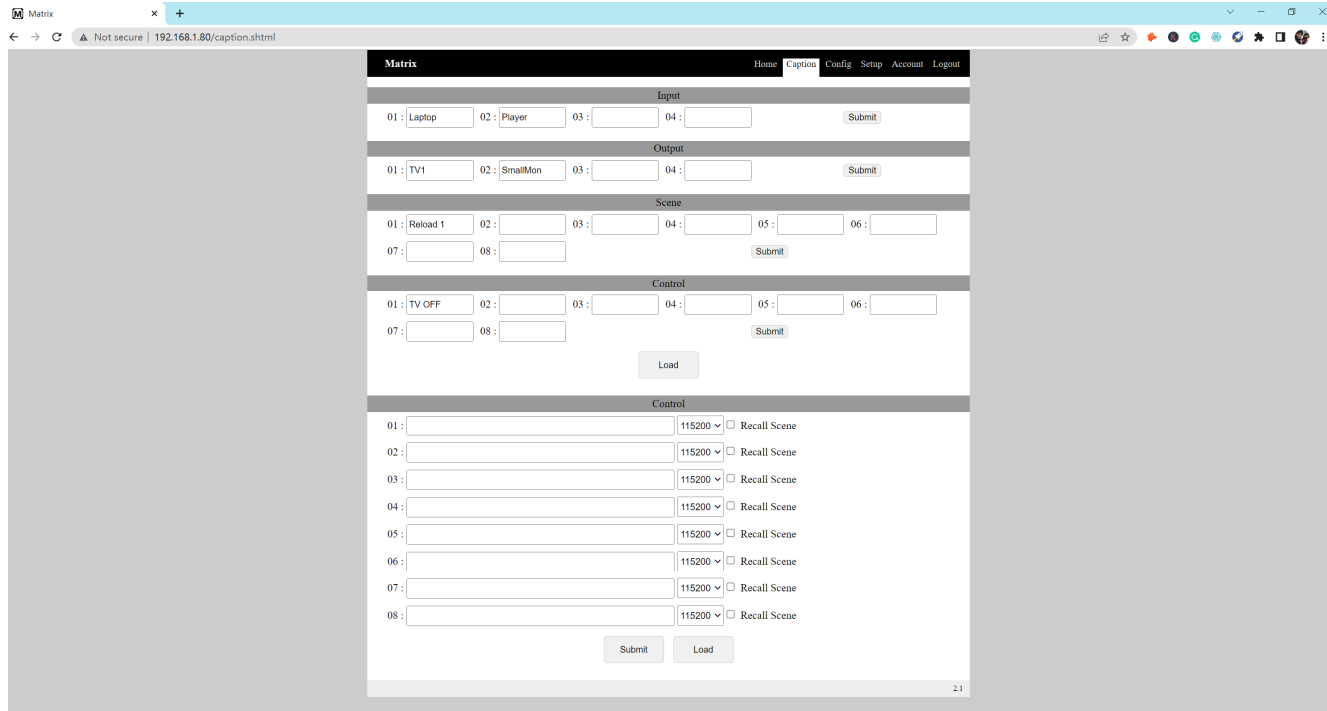 M Matrix
Not secure | 192.168.1.80/caption.shtml
Matrix Home Caption Config Setup Account Logout
Input
01 : Laptop 02 : Player 03 : 04 : Submit
Output
01 : TV1 02 : SmallMon 03 : 04 : Submit
Scene
01 : Reload 1 02 : 03 : 04 : 05 : 06 :
07 : 08 : Submit
Control
01 : TV OFF 02 : 03 : 04 : 05 : 06 :
07 : 08 : Submit
Load
Control
01 : 115200 Recall Scene
02 : 115200 Recall Scene
03 : 115200 Recall Scene
04 : 115200 Recall Scene
05 : 115200 Recall Scene
06 : 115200 Recall Scene
07 : 115200 Recall Scene
08 : 115200 Recall Scene
Submit Load
2.1